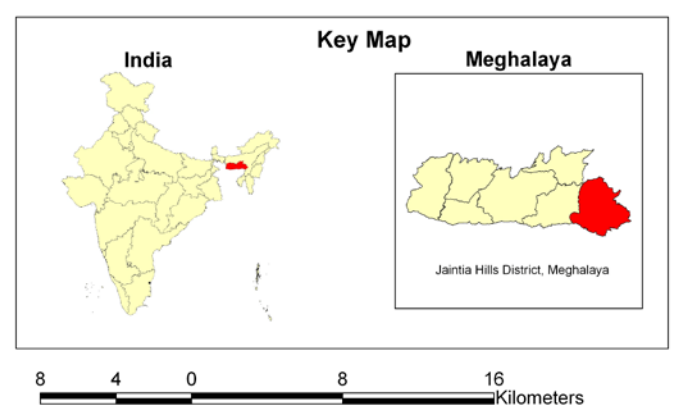 Key Map
India
Meghalaya
Jaintia Hills District, Meghalaya
8 4 0 8 16
Kilometers